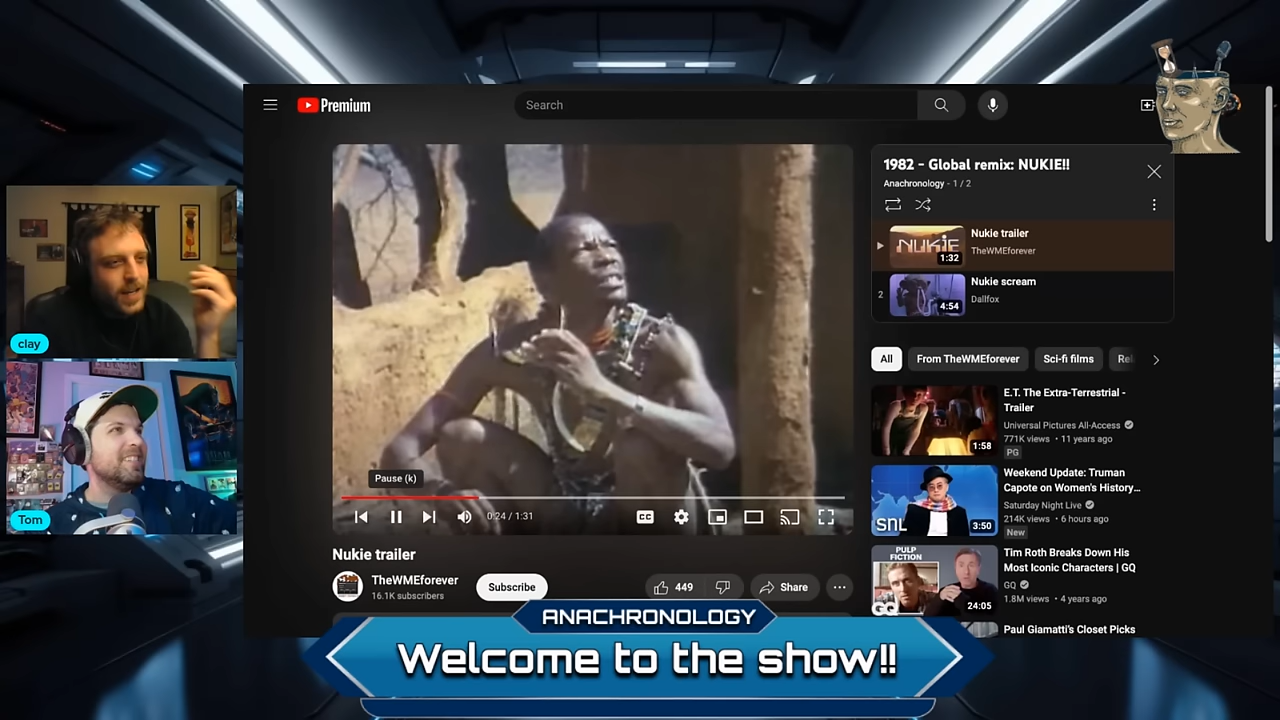 Premium
Search
1982 - Global remix: NUKIE!!
Anachronology - 1 / 2
NUKIE
1:32
Nukie trailer
TheWMEforever
2
4:54
Nukie scream
Dallfox
All
From TheWMEforever
Sci-fi films
Rel
1:58
E.T. The Extra-Terrestrial -
Trailer
Universal Pictures All-Access
771K views • 11 years ago
PG
SNL
3:50
Weekend Update: Truman
Capote on Women's History...
Saturday Night Live
214K views • 6 hours ago
New
PULP
FICTION
GQ
24:05
Tim Roth Breaks Down His
Most Iconic Characters | GQ
GQ
1.8M views • 4 years ago
Paul Giamatti's Closet Picks
clay
Tom
Pause (k)
0:24 / 1:31
CC
Nukie trailer
TheWMEforever
16.1K subscribers
Subscribe
449
Share
ANACHRONOLOGY
Welcome to the show!!